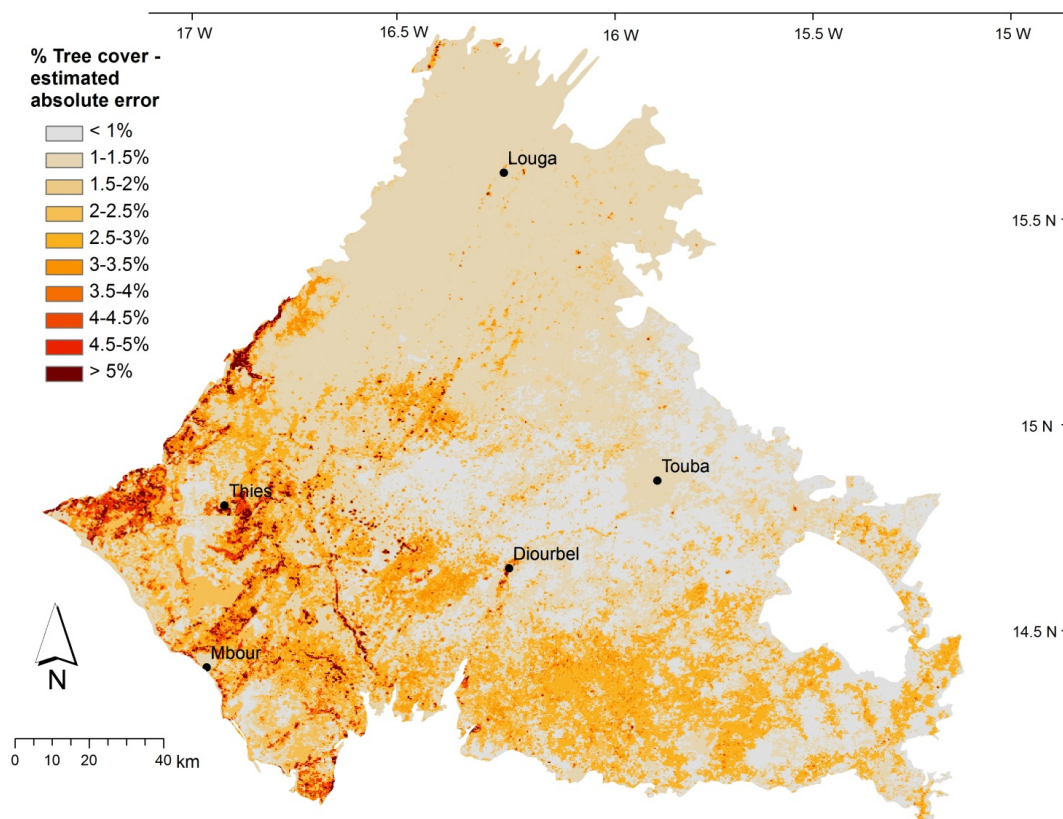 17 W
16.5 W
16 W
15.5 W
15 W
% Tree cover -
estimated
absolute error
< 1%
1-1.5%
1.5-2%
2-2.5%
2.5-3%
3-3.5%
3.5-4%
4-4.5%
4.5-5%
> 5%
Louga
15.5 N
15 N
Touba
Thies
Diourbel
14.5 N
Mbour
N
0 10 20 40 km